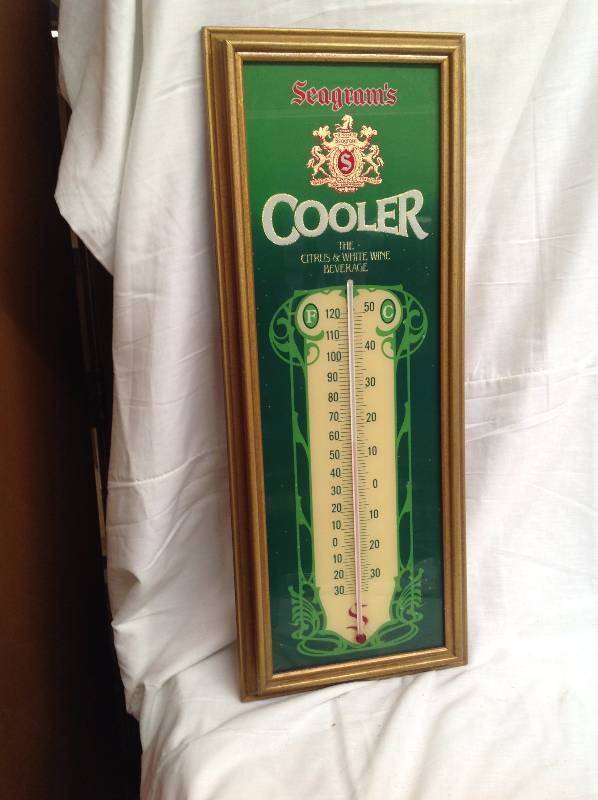 Seagram's
SEAGRAM
S
COOLER
THE
CITRUS & WHITE WINE
BEVERAGE
F C
120 50
110
100 40
90
80 30
70 20
60
50 10
40
30 0
20
10 10
0
10 20
20 30
30
S